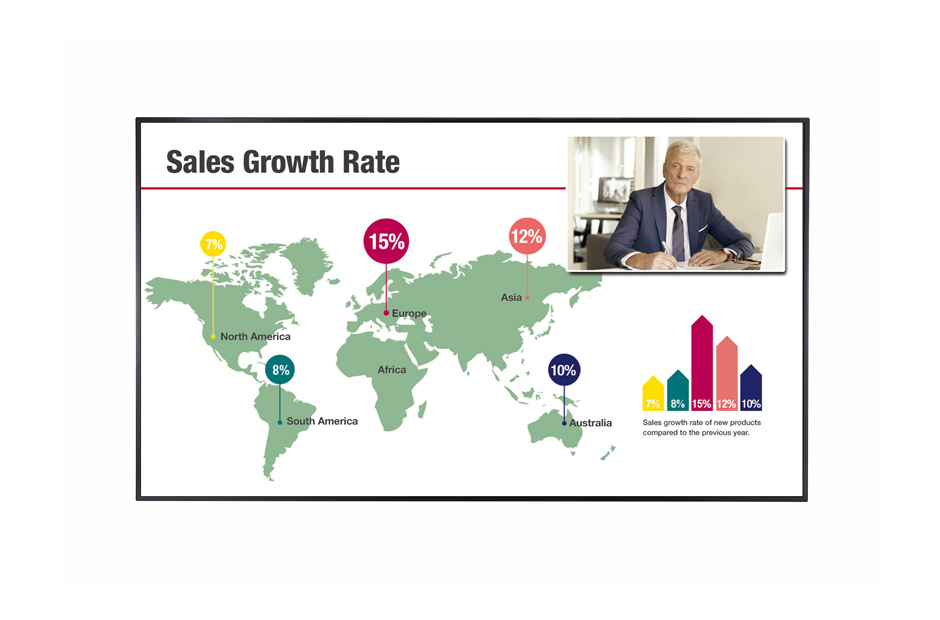 Sales Growth Rate
7%
15%
12%
Asia
Europe
North America
8%
Africa
10%
South America
Australia
7% 8% 15% 12% 10%
Sales growth rate of new products
compared to the previous year.